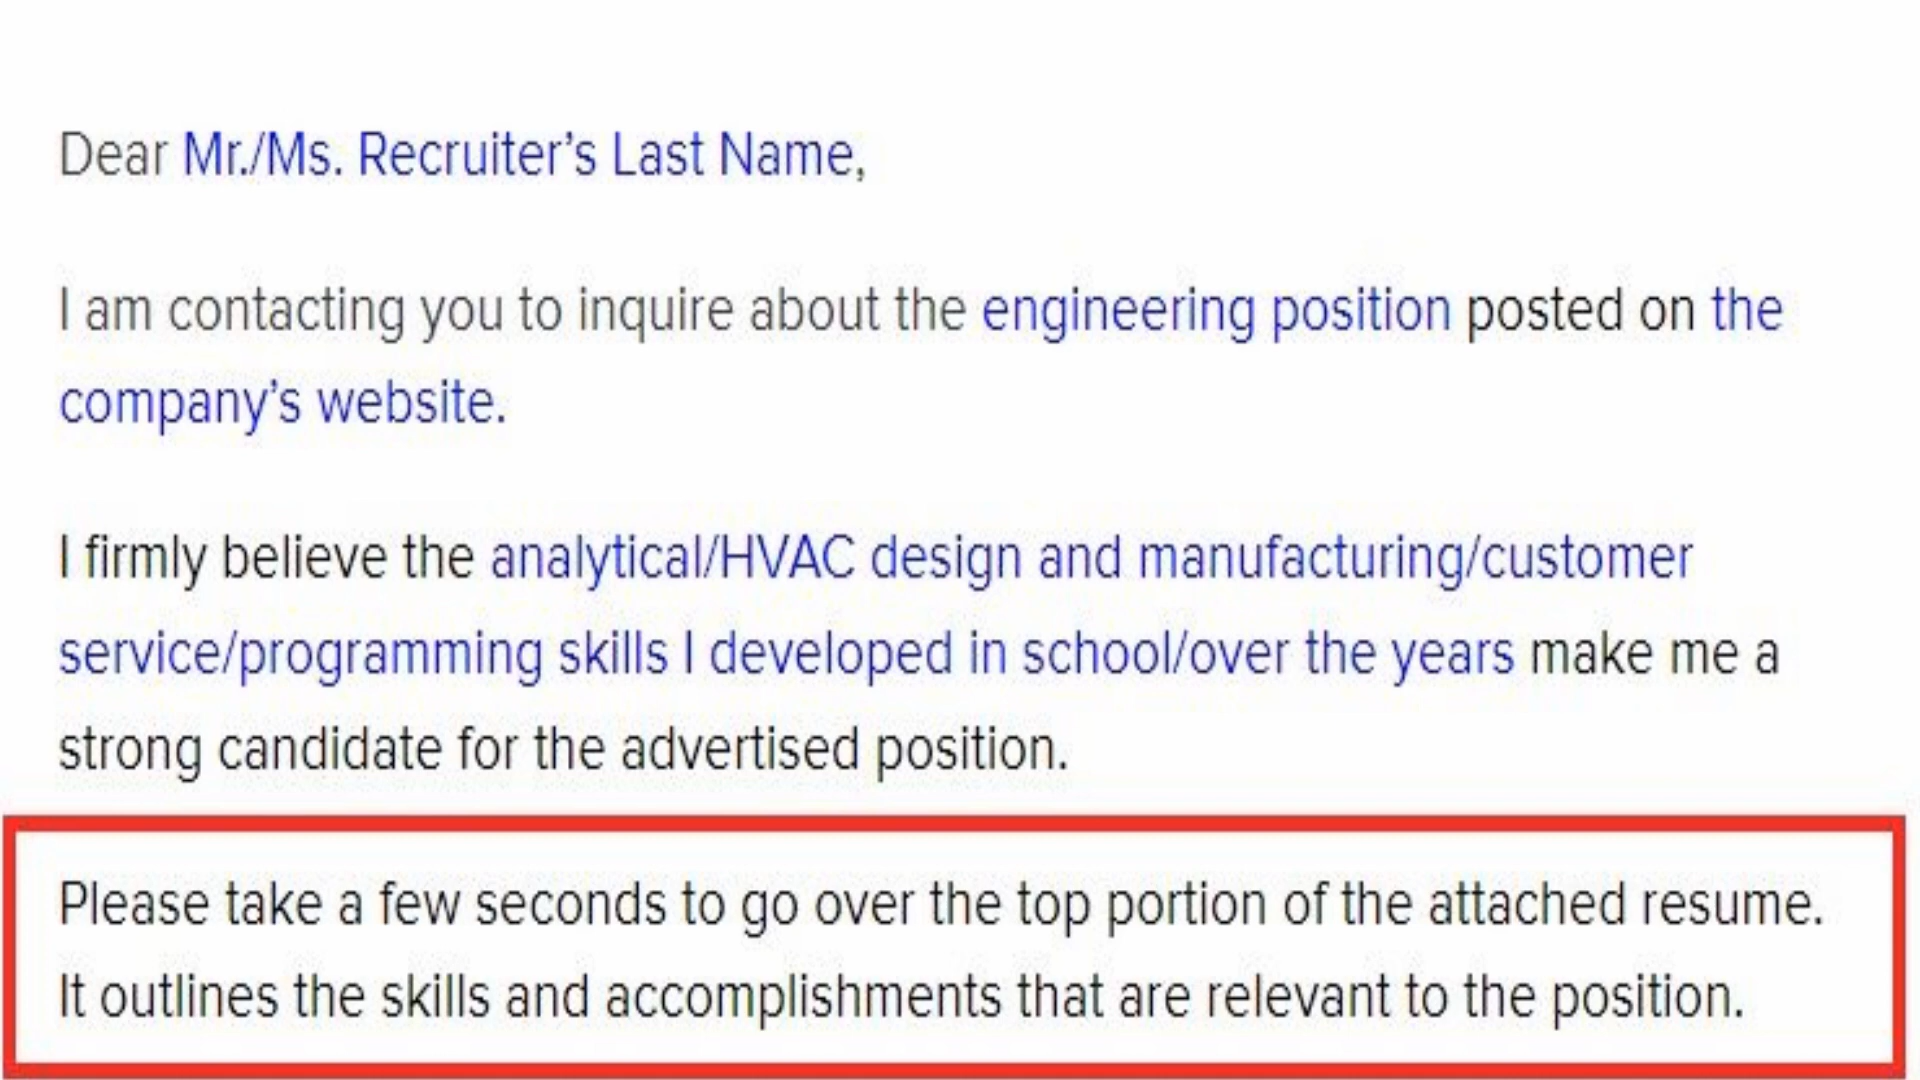 Dear Mr./Ms. Recruiter’s Last Name,
I am contacting you to inquire about the engineering position posted on the
company’s website.
I firmly believe the analytical/HVAC design and manufacturing/customer
service/programming skills I developed in school/over the years make me a
strong candidate for the advertised position.
Please take a few seconds to go over the top portion of the attached resume.
It outlines the skills and accomplishments that are relevant to the position.